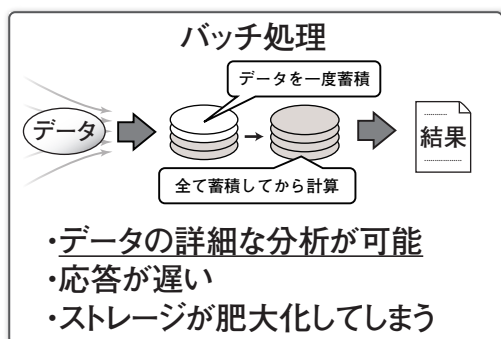 バッチ処理
データを一度蓄積
データ
結果
全て蓄積してから計算
・データの詳細な分析が可能
・応答が遅い
・ストレージが肥大化してしまう